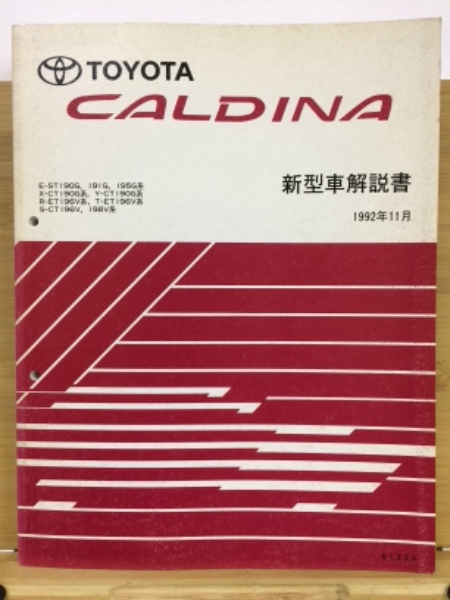 TOYOTA
CALDINA
E-ST190G, 191G, 195G系
X-CT190G系, Y-CT190G系
R-ET196V系, T-ET196V系
S-CT196V, 198V系
新型車解説書
1992年11月